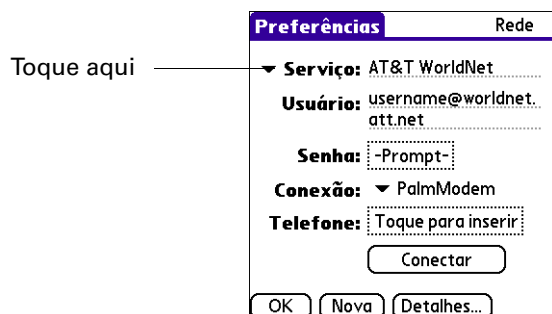 Preferências Rede
Toque aqui
Serviço: AT&T WorldNet
Usuário: username@worldnet.
att.net
Senha: -Prompt-
Conexão: PalmModem
Telefone: Toque para inserir
Conectar
OK Nova Detalhes...